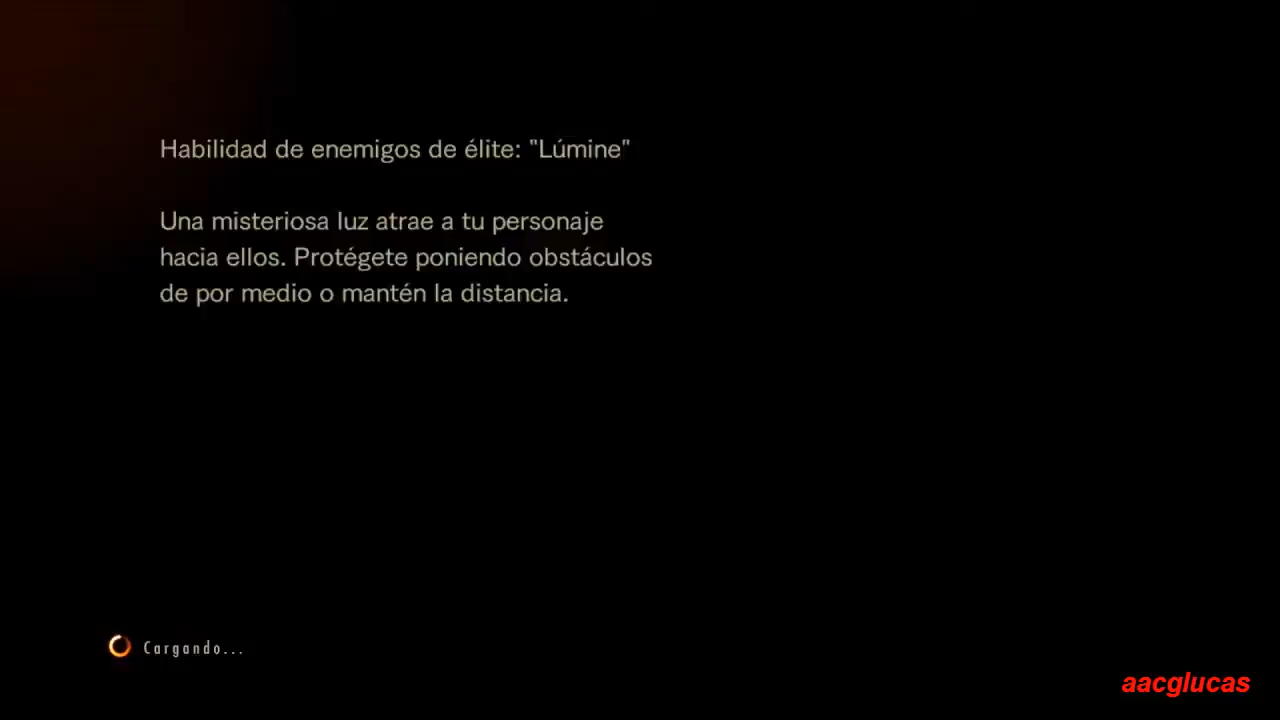 Habilidad de enemigos de élite: "Lúmine"
Una misteriosa luz atrae a tu personaje
hacia ellos. Protégete poniendo obstáculos
de por medio o mantén la distancia.
Cargando...
aacglucas